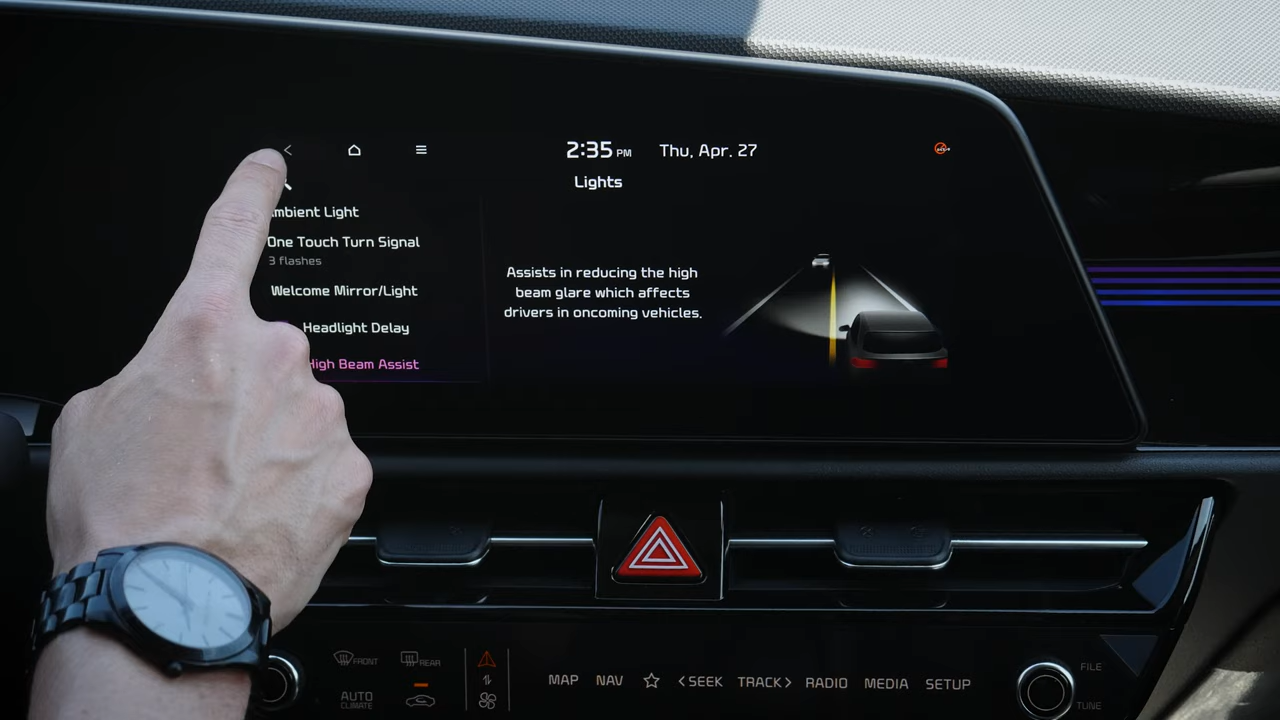 2:35 PM Thu, Apr. 27
Lights
mbient Light
One Touch Turn Signal
3 flashes
Welcome Mirror/Light
Headlight Delay
High Beam Assist
Assists in reducing the high
beam glare which affects
drivers in oncoming vehicles.
FRONT REAR
AUTO
CLIMATE
MAP NAV < SEEK TRACK > RADIO MEDIA SETUP
FILE
TUNE